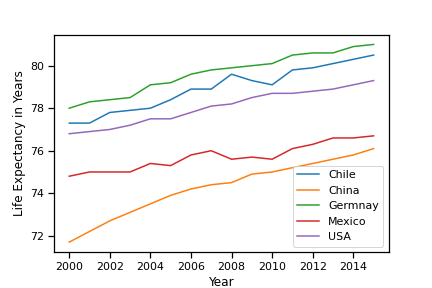 80
78
76
74
72
Life Expectancy in Years
2000 2002 2004 2006 2008 2010 2012 2014
Year
Chile
China
Germnay
Mexico
USA